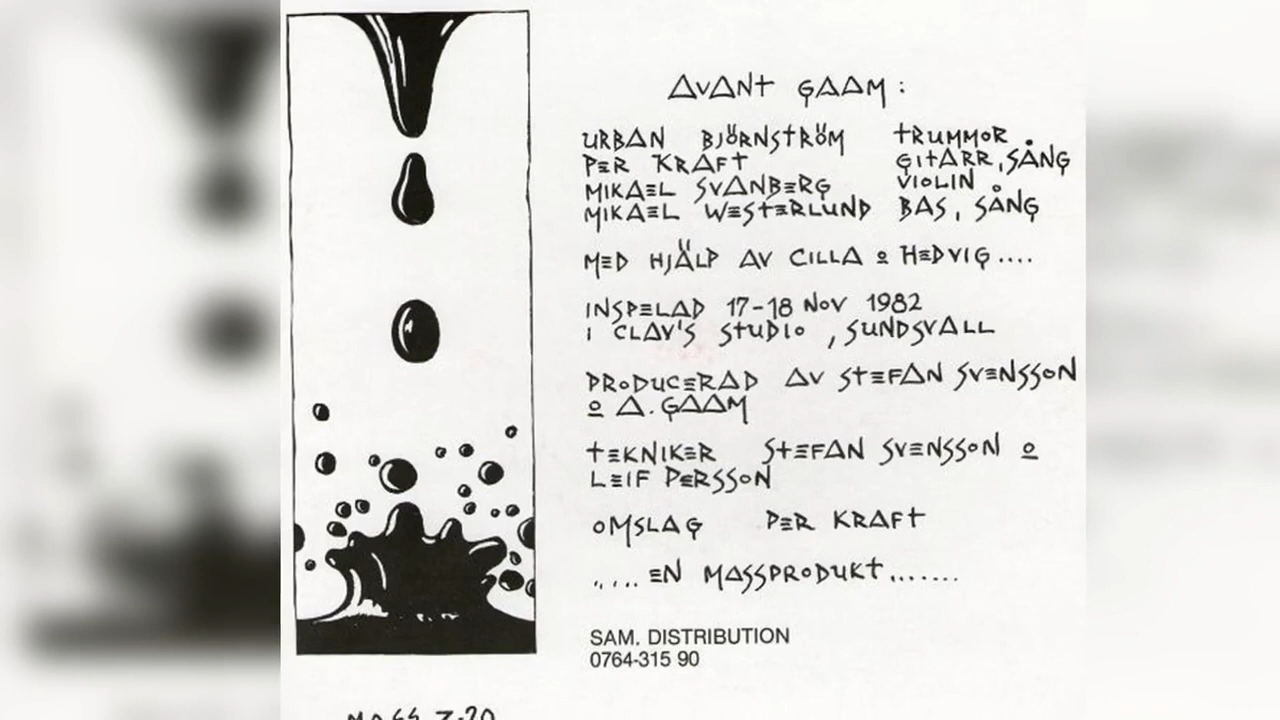 AVANT GAAM :
URBAN BJÖRNSTRÖM TRUMMOR
PER KRAFT GITARR, SÅNG
MIKAEL SVANBERG VIOLIN
MIKAEL WESTERLUND BAS, SÅNG
MED HJÄLP AV CILLA o HEDVIG....
INSPELAD 17-18 NOV 1982
I CLAV'S STUDIO, SUNDSVALL
PRODUCERAD AV STEFAN SVENSSON
o A. GAAM
TEKNIKER STEFAN SVENSSON o
LEIF PERSSON
OMSLAG PER KRAFT
.... EN MASSPRODUKT.......
SAM. DISTRIBUTION
0764-315 90